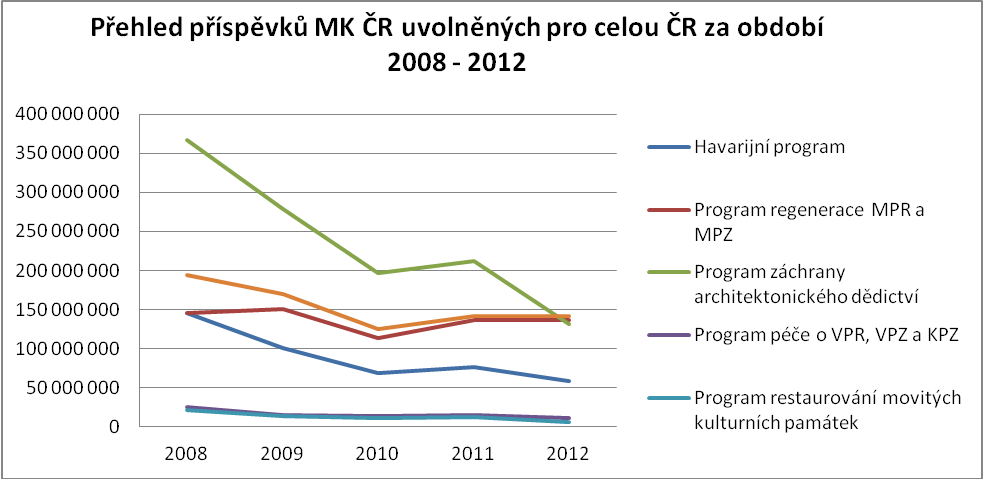 Přehled příspěvků MK ČR uvolněných pro celou ČR za období
2008 - 2012
400 000 000
350 000 000
300 000 000
250 000 000
200 000 000
150 000 000
100 000 000
50 000 000
0
2008 2009 2010 2011 2012
Havarijní program
Program regenerace MPR a
MPZ
Program záchrany
architektonického dědictví
Program péče o VPR, VPZ a KPZ
Program restaurování movitých
kulturních památek